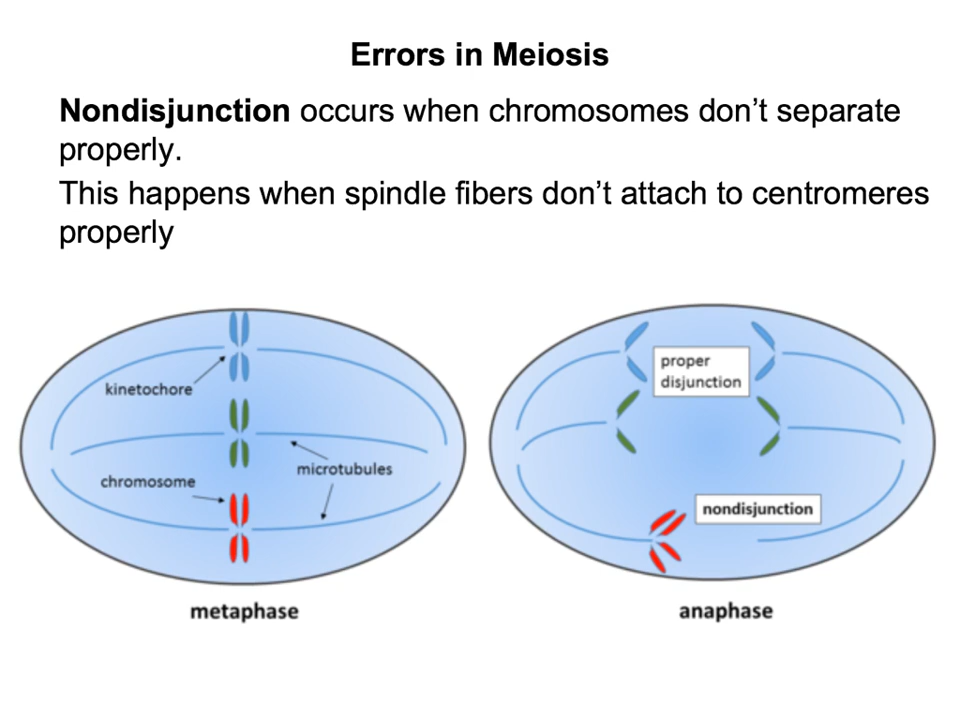 Errors in Meiosis
Nondisjunction occurs when chromosomes don’t separate
properly.
This happens when spindle fibers don’t attach to centromeres
properly
kinetochore
chromosome
microtubules
metaphase
proper
disjunction
nondisjunction
anaphase